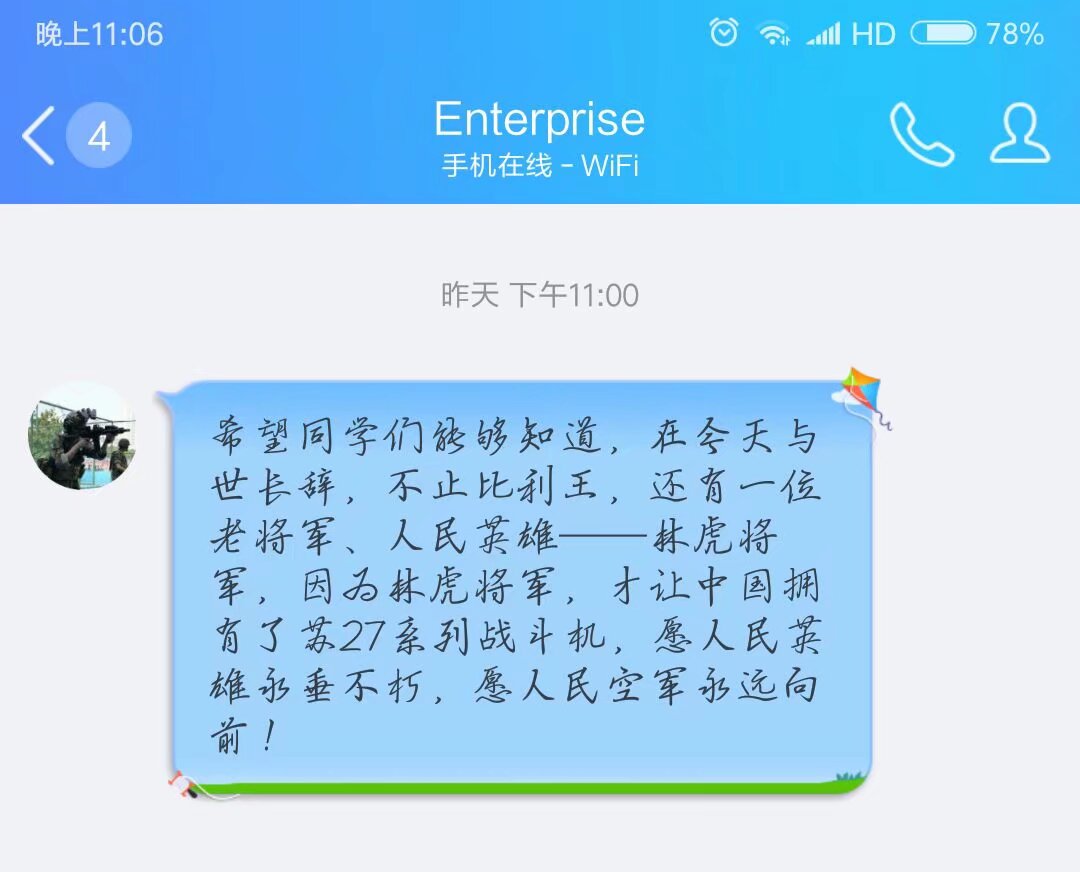 晚上11:06 HD 78%
4 Enterprise
手机在线 - WiFi
昨天 下午11:00
希望同学们能够知道，在今天与
世长辞，不止比利王，还有一位
老将军、人民英雄——林虎将
军，因为林虎将军，才让中国拥
有了苏27系列战斗机，愿人民英
雄永垂不朽，愿人民空军永远向
前！